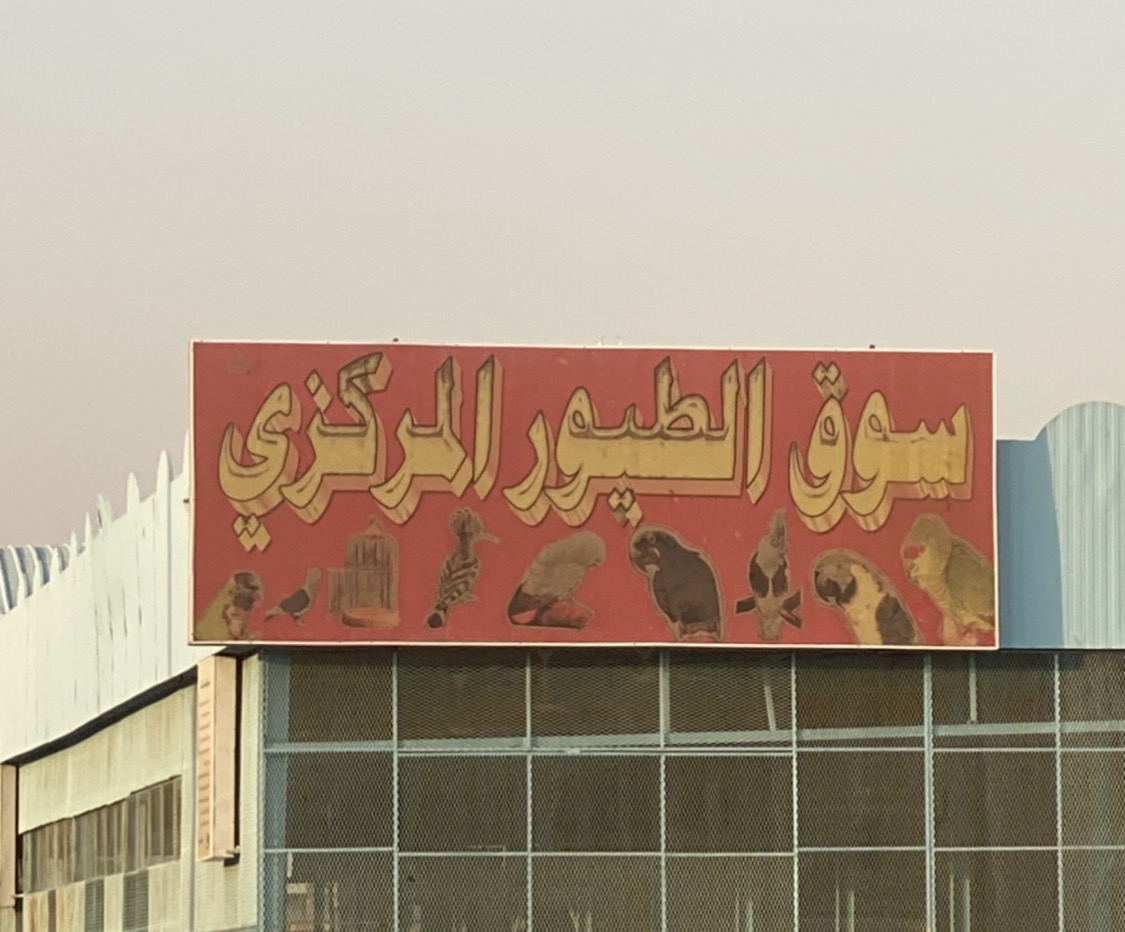 سوق الطيور المركزي